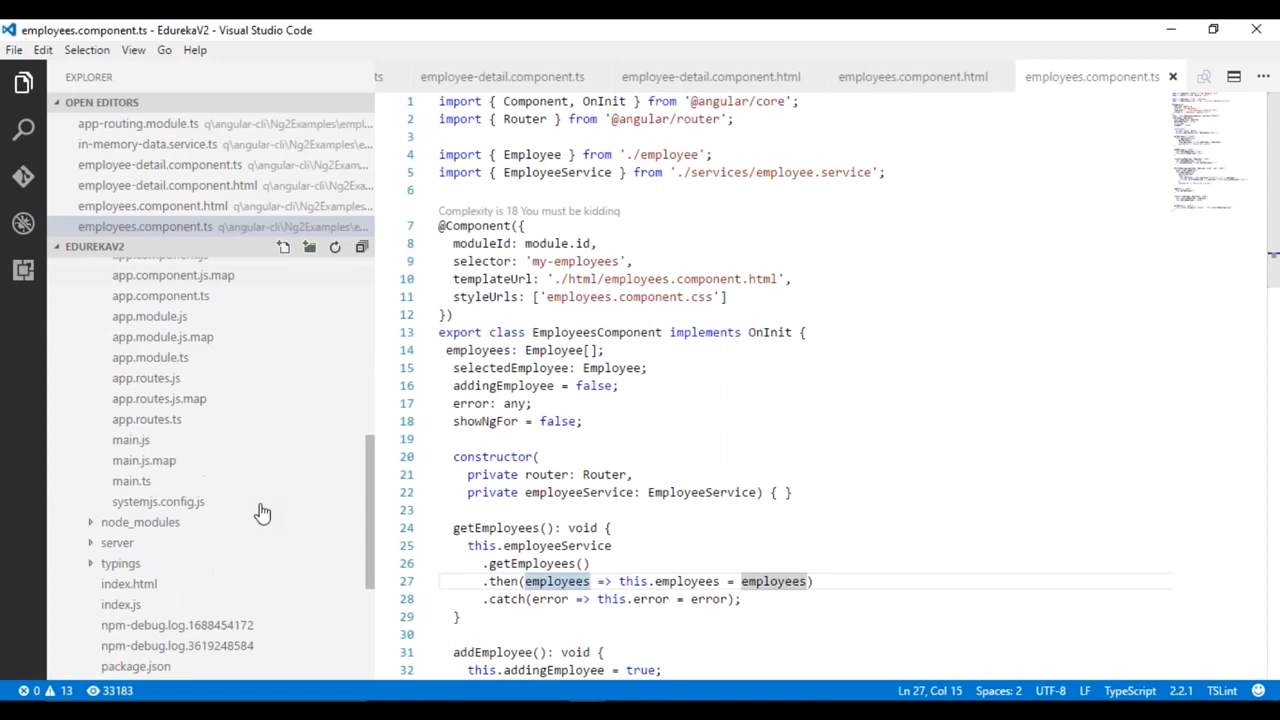 employees.component.ts - EdurekaV2 - Visual Studio Code
File Edit Selection View Go Help
EXPLORER
OPEN EDITORS
app-routing.module.ts q\angular-cli\Ng2Examples\empl...
in-memory-data.service.ts q\angular-cli\Ng2Exampl...
employee-detail.component.ts q\angular-cli\Ng2Exam...
employee-detail.component.html q\angular-cli\Ng2Ex...
employees.component.html q\angular-cli\Ng2Examples...
employees.component.ts q\angular-cli\Ng2Examples\e...
EDUREKAV2
app.component.js
app.component.js.map
app.component.ts
app.module.js
app.module.js.map
app.module.ts
app.routes.js
app.routes.js.map
app.routes.ts
main.js
main.js.map
main.ts
systemjs.config.js
node_modules
server
typings
index.html
index.js
npm-debug.log.1688454172
npm-debug.log.3619248584
package.json
ts employee-detail.component.ts employee-detail.component.html employees.component.html employees.component.ts
1 import { Component, OnInit } from '@angular/core';
2 import { Router } from '@angular/router';
3
4 import { Employee } from './employee';
5 import { EmployeeService } from './services/employee.service';
6
Complexity is 18 You must be kidding
7 @Component({
8 moduleId: module.id,
9 selector: 'my-employees',
10 templateUrl: './html/employees.component.html',
11 styleUrls: ['employees.component.css']
12 })
13 export class EmployeesComponent implements OnInit {
14 employees: Employee[];
15 selectedEmployee: Employee;
16 addingEmployee = false;
17 error: any;
18 showNgFor = false;
19
20 constructor(
21 private router: Router,
22 private employeeService: EmployeeService) { }
23
24 getEmployees(): void {
25 this.employeeService
26 .getEmployees()
27 .then(employees => this.employees = employees)
28 .catch(error => this.error = error);
29 }
30
31 addEmployee(): void {
32 this.addingEmployee = true;
0 13 33183 Ln 27, Col 15 Spaces: 2 UTF-8 LF TypeScript 2.2.1 TSLint